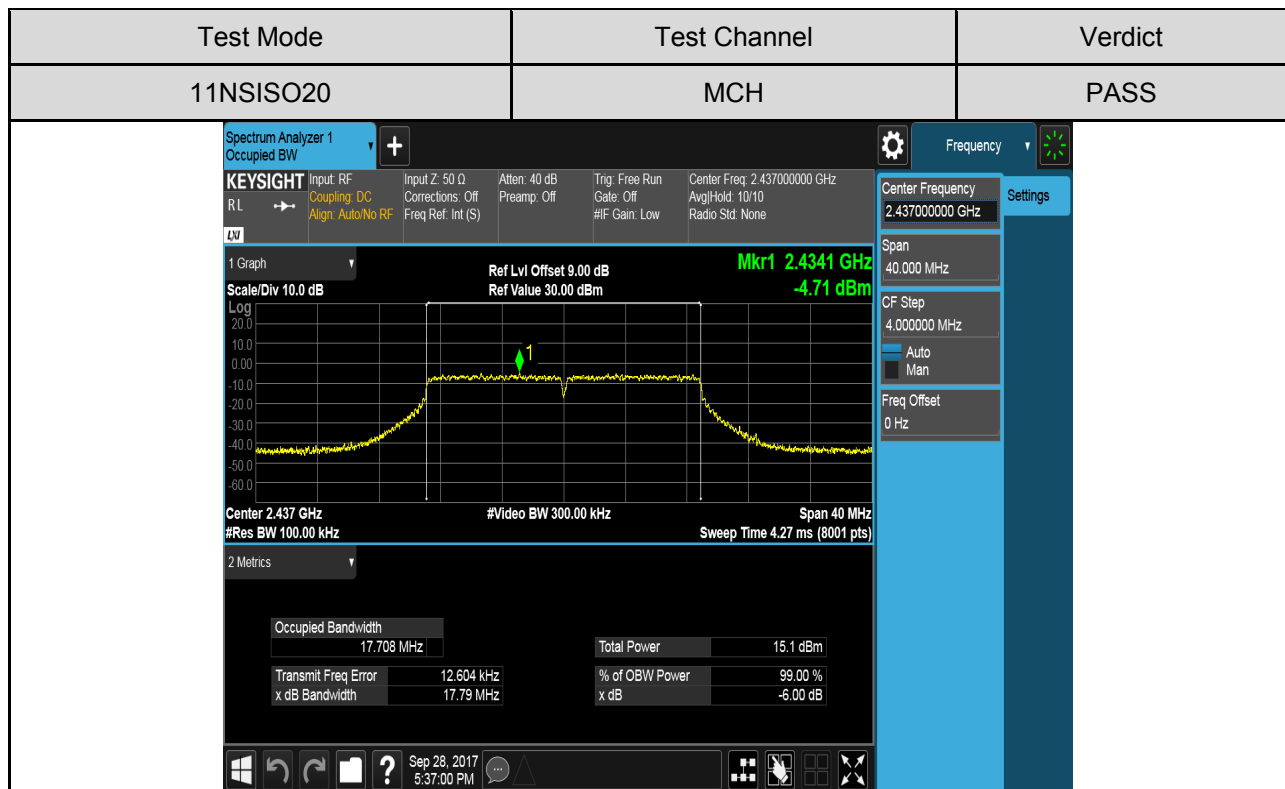 Test Mode Test Channel Verdict
11NSISO20 MCH PASS
Spectrum Analyzer 1
Occupied BW
+
Frequency
KEYSIGHT
RL
LXI
Input: RF
Coupling: DC
Align: Auto/No RF
Input Z: 50 Ω
Corrections: Off
Freq Ref: Int (S)
Atten: 40 dB
Preamp: Off
Trig: Free Run
Gate: Off
#IF Gain: Low
Center Freq: 2.437000000 GHz
Avg|Hold: 10/10
Radio Std: None
Center Frequency
2.437000000 GHz
Settings
Span
40.000 MHz
CF Step
4.000000 MHz
Auto
Man
Freq Offset
0 Hz
1 Graph
Scale/Div 10.0 dB
Ref Lvl Offset 9.00 dB
Ref Value 30.00 dBm
Mkr1 2.4341 GHz
-4.71 dBm
Log
20.0
10.0
0.00
-10.0
-20.0
-30.0
-40.0
-50.0
-60.0
1
Center 2.437 GHz
#Res BW 100.00 kHz
#Video BW 300.00 kHz
Span 40 MHz
Sweep Time 4.27 ms (8001 pts)
2 Metrics
Occupied Bandwidth
17.708 MHz
Total Power 15.1 dBm
Transmit Freq Error 12.604 kHz
% of OBW Power 99.00 %
x dB Bandwidth 17.79 MHz
x dB -6.00 dB
?
Sep 28, 2017
5:37:00 PM